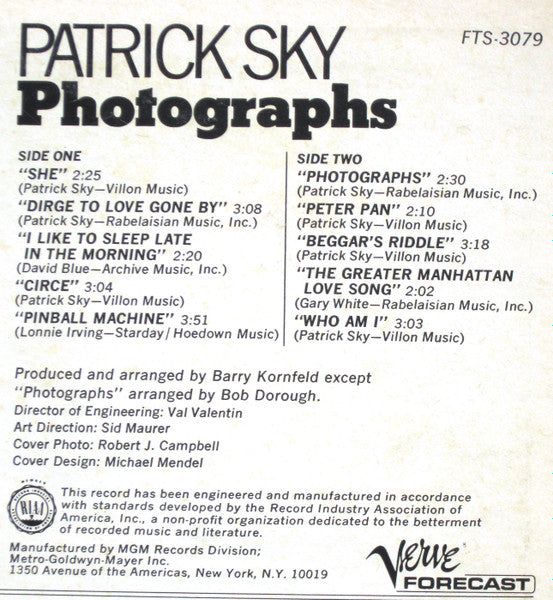 PATRICK SKY
FTS-3079
Photographs
SIDE ONE
"SHE" 2:25
(Patrick Sky—Villon Music)
"DIRGE TO LOVE GONE BY" 3:08
(Patrick Sky—Rabelaisian Music, Inc.)
"I LIKE TO SLEEP LATE
IN THE MORNING" 2:20
(David Blue—Archive Music, Inc.)
"CIRCE" 3:04
(Patrick Sky—Villon Music)
"PINBALL MACHINE" 3:51
(Lonnie Irving—Starday/Hoedown Music)
SIDE TWO
"PHOTOGRAPHS" 2:30
(Patrick Sky—Rabelaisian Music, Inc.)
"PETER PAN" 2:10
(Patrick Sky—Villon Music)
"BEGGAR'S RIDDLE" 3:18
(Patrick Sky—Villon Music)
"THE GREATER MANHATTAN
LOVE SONG" 2:02
(Gary White—Rabelaisian Music, Inc.)
"WHO AM I" 3:03
(Patrick Sky—Villon Music)
Produced and arranged by Barry Kornfeld except
"Photographs" arranged by Bob Dorough.
Director of Engineering: Val Valentin
Art Direction: Sid Maurer
Cover Photo: Robert J. Campbell
Cover Design: Michael Mendel
RIAA
This record has been engineered and manufactured in accordance
with standards developed by the Record Industry Association of
America, Inc., a non-profit organization dedicated to the betterment
of recorded music and literature.
Manufactured by MGM Records Division;
Metro-Goldwyn-Mayer Inc.
1350 Avenue of the Americas, New York, N.Y. 10019
Verve
FORECAST